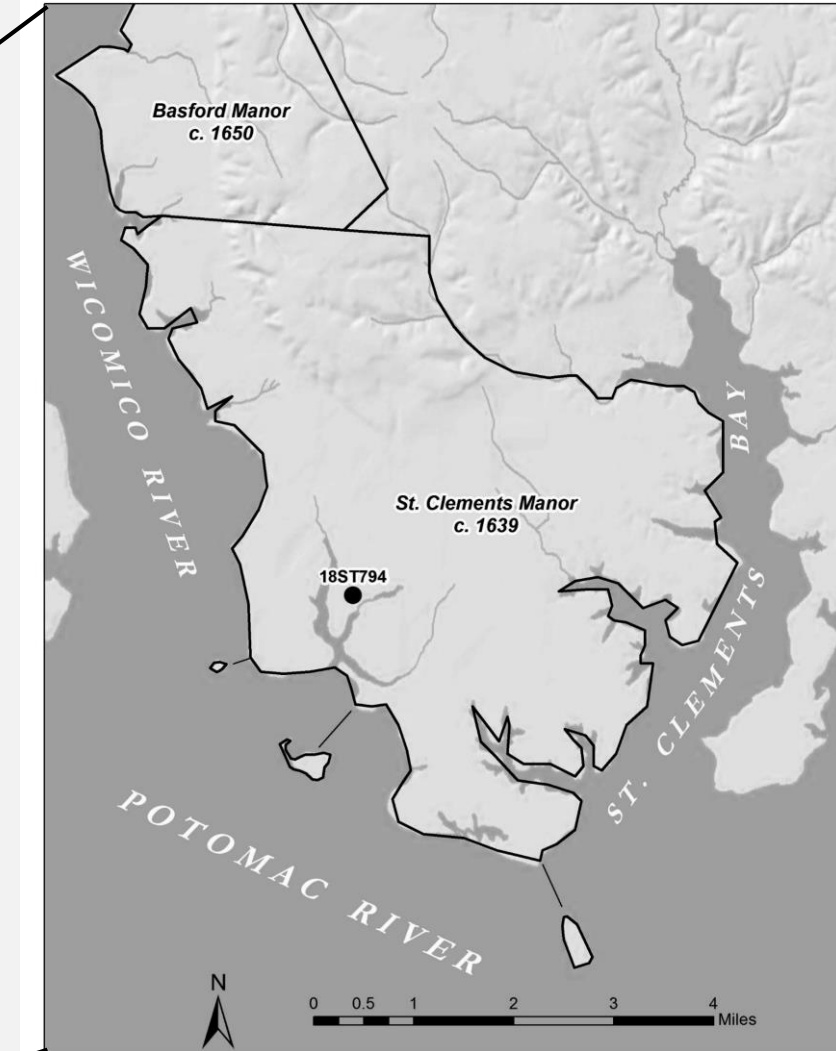 Basford Manor
c. 1650
WICOMICO RIVER
BAY
St. Clements Manor
c. 1639
18ST794
ST. CLEMENTS
POTOMAC RIVER
N
0 0.5 1 2 3 4
Miles